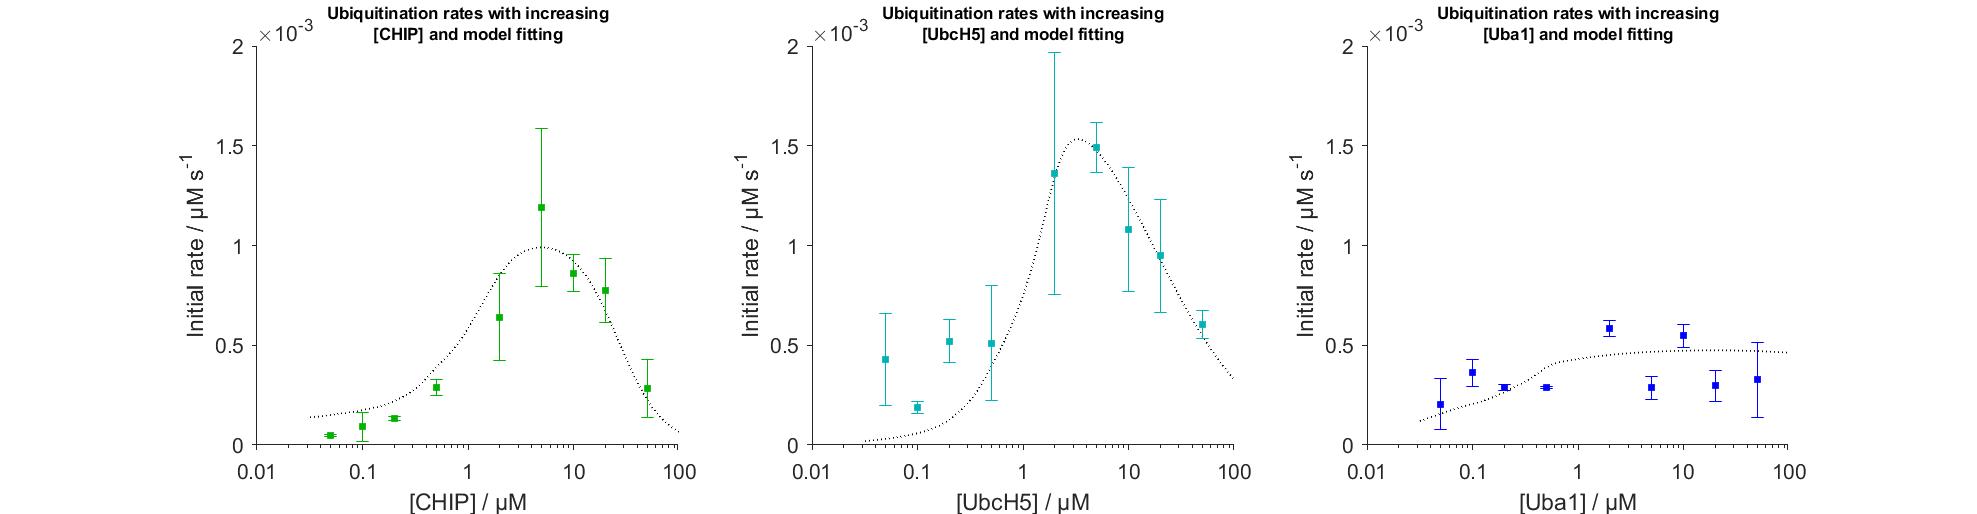 Ubiquitination rates with increasing
[CHIP] and model fitting
×10-3
2
1.5
1
0.5
0
Initial rate / µM s-1
0.01 0.1 1 10 100
[CHIP] / µM
Ubiquitination rates with increasing
[UbcH5] and model fitting
×10-3
2
1.5
1
0.5
0
Initial rate / µM s-1
0.01 0.1 1 10 100
[UbcH5] / µM
Ubiquitination rates with increasing
[Uba1] and model fitting
×10-3
2
1.5
1
0.5
0
Initial rate / µM s-1
0.01 0.1 1 10 100
[Uba1] / µM